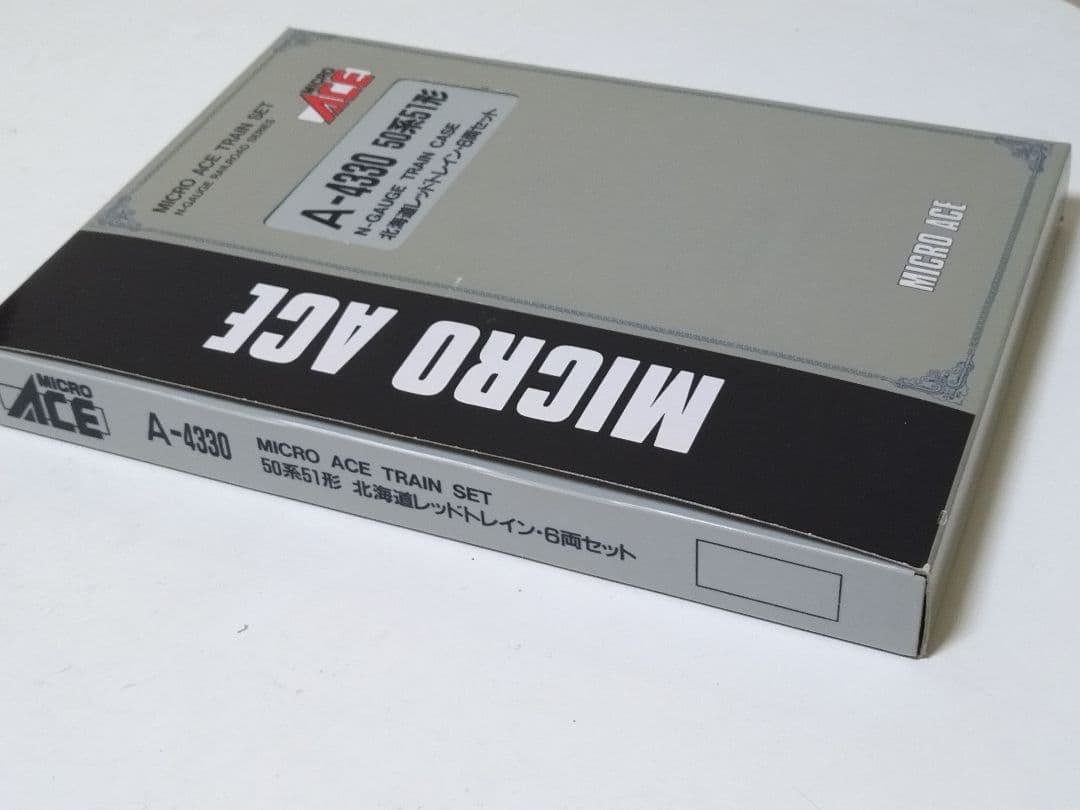 MICRO ACE TRAIN SET
N-GAUGE RAILROAD SERIES
MICRO
ACE
A-4330 50系51形
N-GAUGE TRAIN CASE
北海道レッドトレイン・6両セット
MICRO ACE
MICRO ACE
MICRO
ACE
A-4330
MICRO ACE TRAIN SET
50系51形 北海道レッドトレイン・6両セット